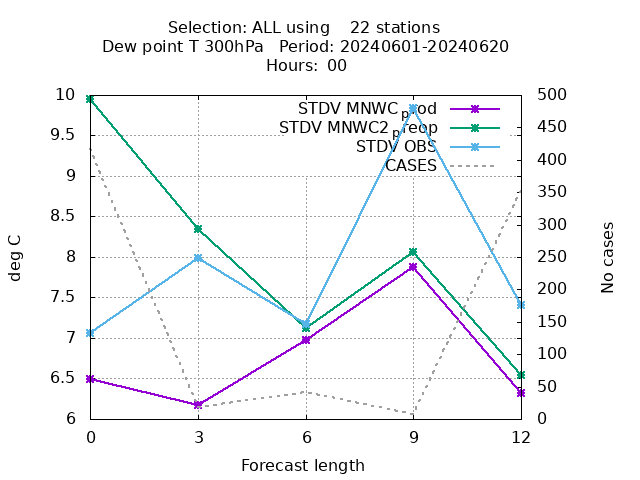 Selection: ALL using    22 stations
Dew point T 300hPa   Period: 20240601-20240620
Hours:  00
STDV MNWC prod
STDV MNWC2 preop
STDV OBS
CASES
10
9.5
9
8.5
8
7.5
7
6.5
6
500
450
400
350
300
250
200
150
100
50
0
deg C
No cases
0 3 6 9 12
Forecast length